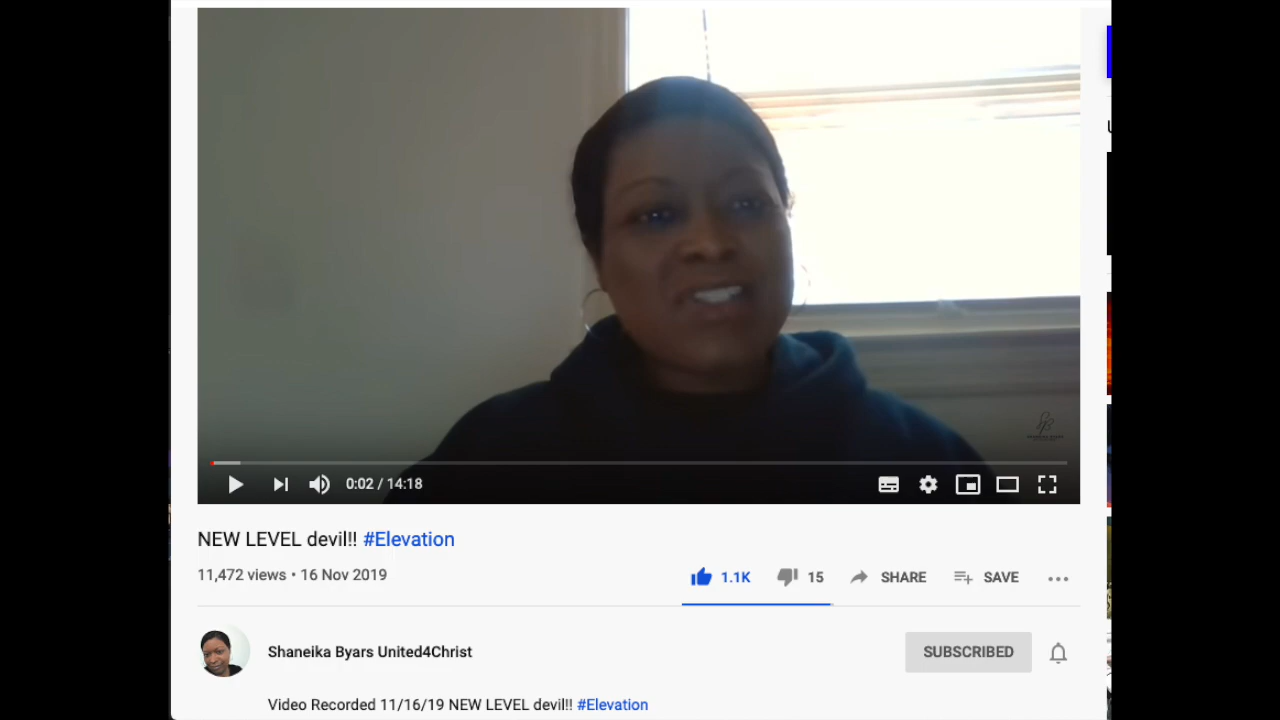 0:02 / 14:18
NEW LEVEL devil!! #Elevation
11,472 views • 16 Nov 2019
1.1K 15 SHARE SAVE
Shaneika Byars United4Christ
SUBSCRIBED
Video Recorded 11/16/19 NEW LEVEL devil!! #Elevation